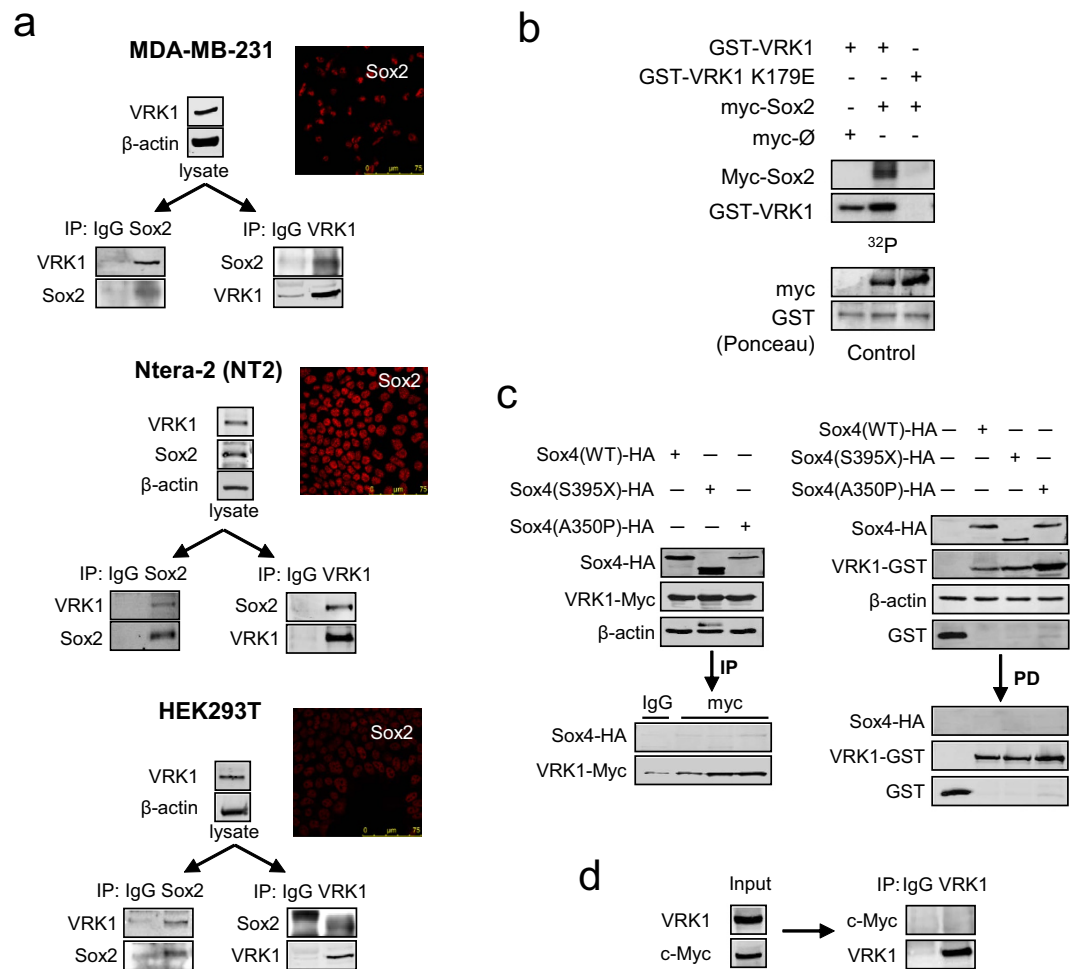 a
MDA-MB-231
Sox2
0 µm 75
VRK1
β-actin
lysate
IP: IgG Sox2
VRK1
Sox2
IP: IgG VRK1
Sox2
VRK1
Ntera-2 (NT2)
Sox2
0 µm 75
VRK1
Sox2
β-actin
lysate
IP: IgG Sox2
VRK1
Sox2
IP: IgG VRK1
Sox2
VRK1
HEK293T
Sox2
0 µm 75
VRK1
β-actin
lysate
IP: IgG Sox2
VRK1
Sox2
IP: IgG VRK1
Sox2
VRK1
b
GST-VRK1 + + -
GST-VRK1 K179E - - +
myc-Sox2 - + +
myc-Ø + - -
Myc-Sox2
GST-VRK1
32P
myc
GST
(Ponceau)
Control
c
Sox4(WT)-HA + — —
Sox4(S395X)-HA — + —
Sox4(A350P)-HA — — +
Sox4-HA
VRK1-Myc
β-actin
IP
IgG myc
Sox4-HA
VRK1-Myc
Sox4(WT)-HA — + — —
Sox4(S395X)-HA — — + —
Sox4(A350P)-HA — — — +
Sox4-HA
VRK1-GST
β-actin
GST
PD
Sox4-HA
VRK1-GST
GST
d
Input
VRK1
c-Myc
IP: IgG VRK1
c-Myc
VRK1